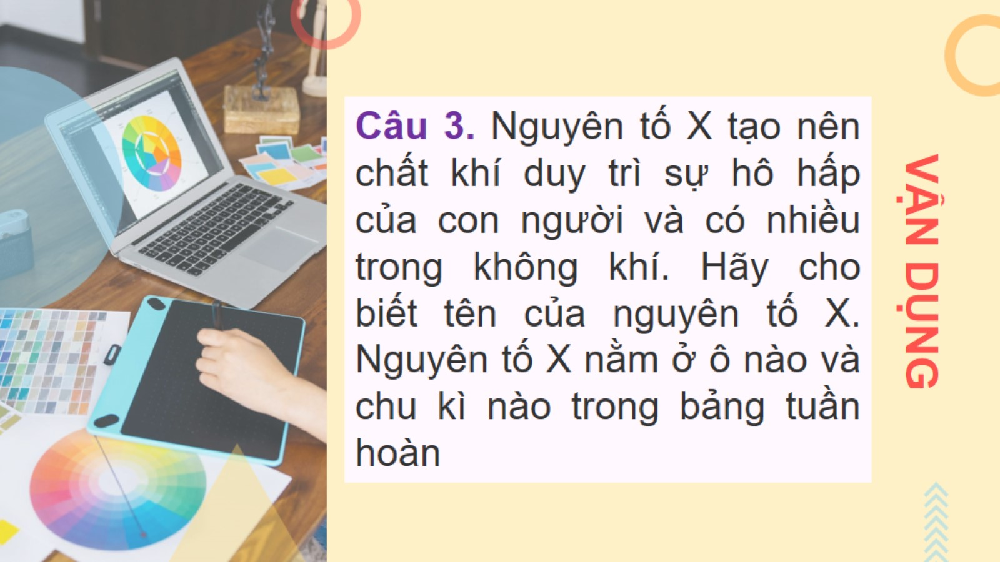 Câu 3. Nguyên tố X tạo nên
chất khí duy trì sự hô hấp
của con người và có nhiều
trong không khí. Hãy cho
biết tên của nguyên tố X.
Nguyên tố X nằm ở ô nào và
chu kì nào trong bảng tuần
hoàn
VẬN DỤNG